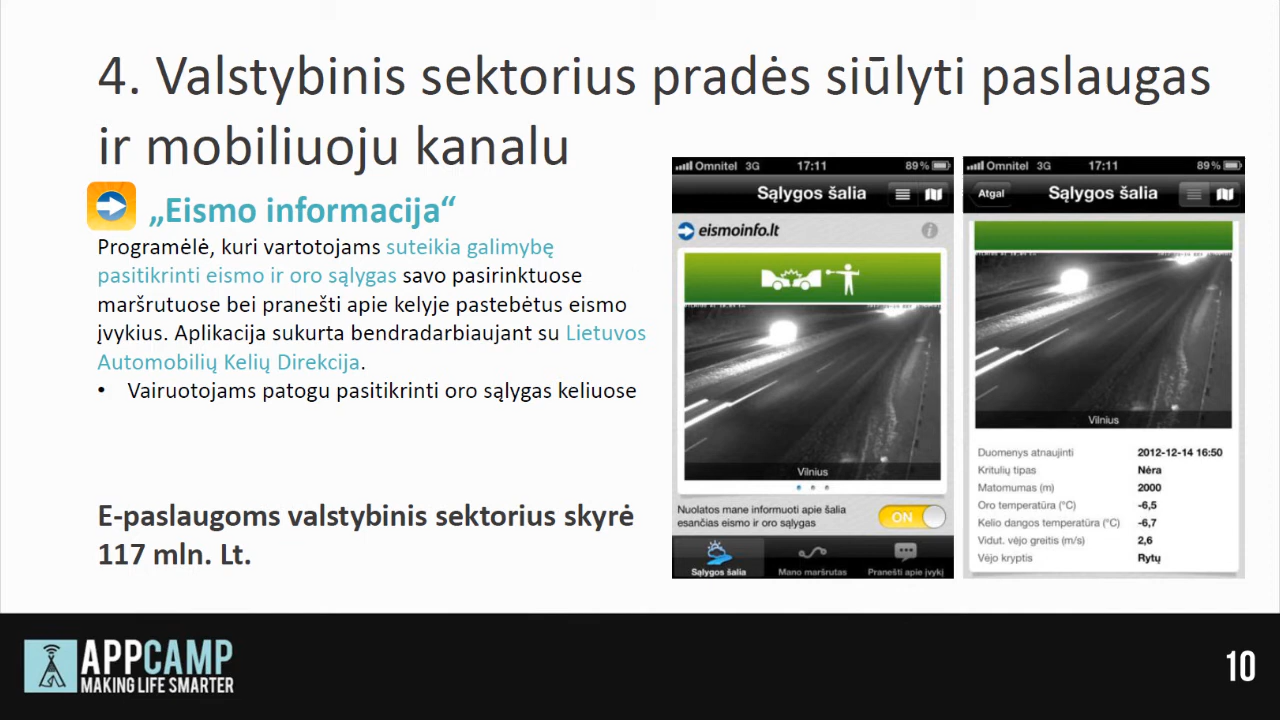 4. Valstybinis sektorius pradės siūlyti paslaugas
ir mobiliuoju kanalu
„Eismo informacija“
Programėlė, kuri vartotojams suteikia galimybę
pasitikrinti eismo ir oro sąlygas savo pasirinktuose
maršrutuose bei pranešti apie kelyje pastebėtus eismo
įvykius. Aplikacija sukurta bendradarbiaujant su Lietuvos
Automobilių Kelių Direkcija.
• Vairuotojams patogu pasitikrinti oro sąlygas keliuose
E-paslaugoms valstybinis sektorius skyrė
117 mln. Lt.
Omnitel 3G 17:11 89%
Sąlygos šalia
eismoinfo.lt
Vilnius
Nuolatos mane informuoti apie šalia
esančias eismo ir oro sąlygas
ON
Sąlygos šalia Mano maršrutas Pranešti apie įvykį
Omnitel 3G 17:11 89%
Atgal Sąlygos šalia
Vilnius
Duomenys atnaujinti 2012-12-14 16:50
Kritulių tipas Nėra
Matomumas (m) 2000
Oro temperatūra (°C) -6,5
Kelio dangos temperatūra (°C) -6,7
Vidut. vėjo greitis (m/s) 2,6
Vėjo kryptis Rytų
APPCAMP
MAKING LIFE SMARTER
10